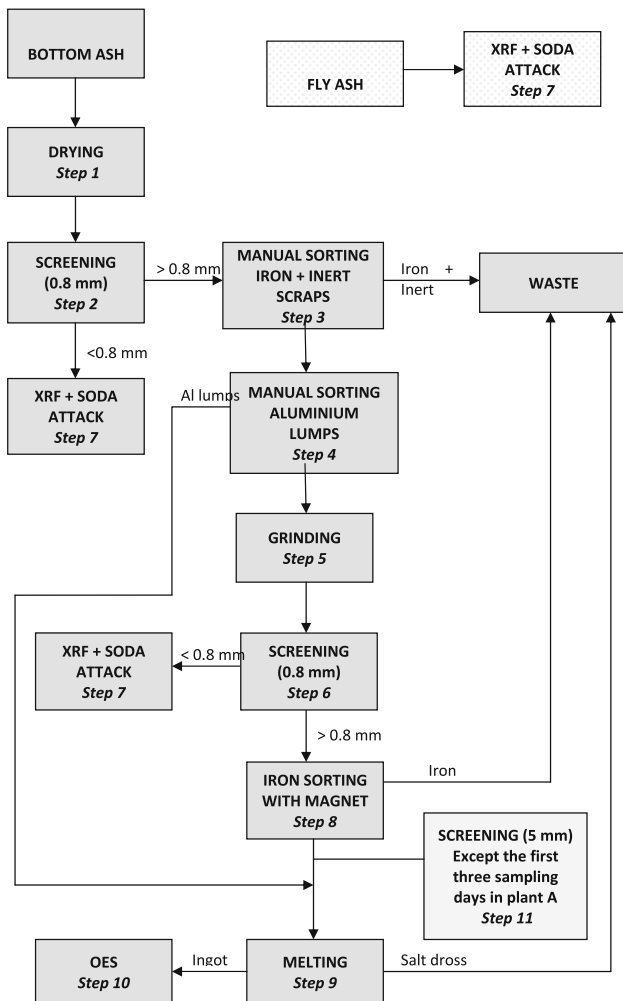 BOTTOM ASH
FLY ASH
XRF + SODA
ATTACK
Step 7
DRYING
Step 1
SCREENING
(0.8 mm)
Step 2
> 0.8 mm
MANUAL SORTING
IRON + INERT
SCRAPS
Step 3
Iron +
Inert
WASTE
<0.8 mm
XRF + SODA
ATTACK
Step 7
Al lumps
MANUAL SORTING
ALUMINIUM
LUMPS
Step 4
GRINDING
Step 5
XRF + SODA
ATTACK
Step 7
< 0.8 mm
SCREENING
(0.8 mm)
Step 6
> 0.8 mm
IRON SORTING
WITH MAGNET
Step 8
Iron
SCREENING (5 mm)
Except the first
three sampling
days in plant A
Step 11
OES
Step 10
Ingot
MELTING
Step 9
Salt dross